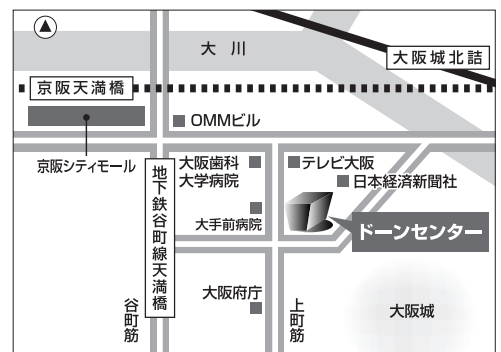 大川
大阪城北詰
京阪天満橋
OMMビル
京阪シティモール
地下鉄谷町線天満橋
大阪歯科
大学病院
テレビ大阪
日本経済新聞社
大手前病院
ドーンセンター
谷町筋
大阪府庁
上町筋
大阪城